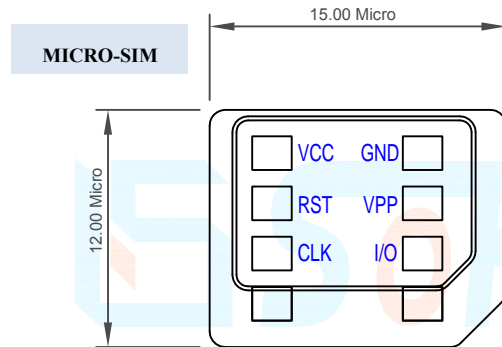 15.00 Micro
MICRO-SIM
12.00 Micro
VCC GND
RST VPP
CLK I/O